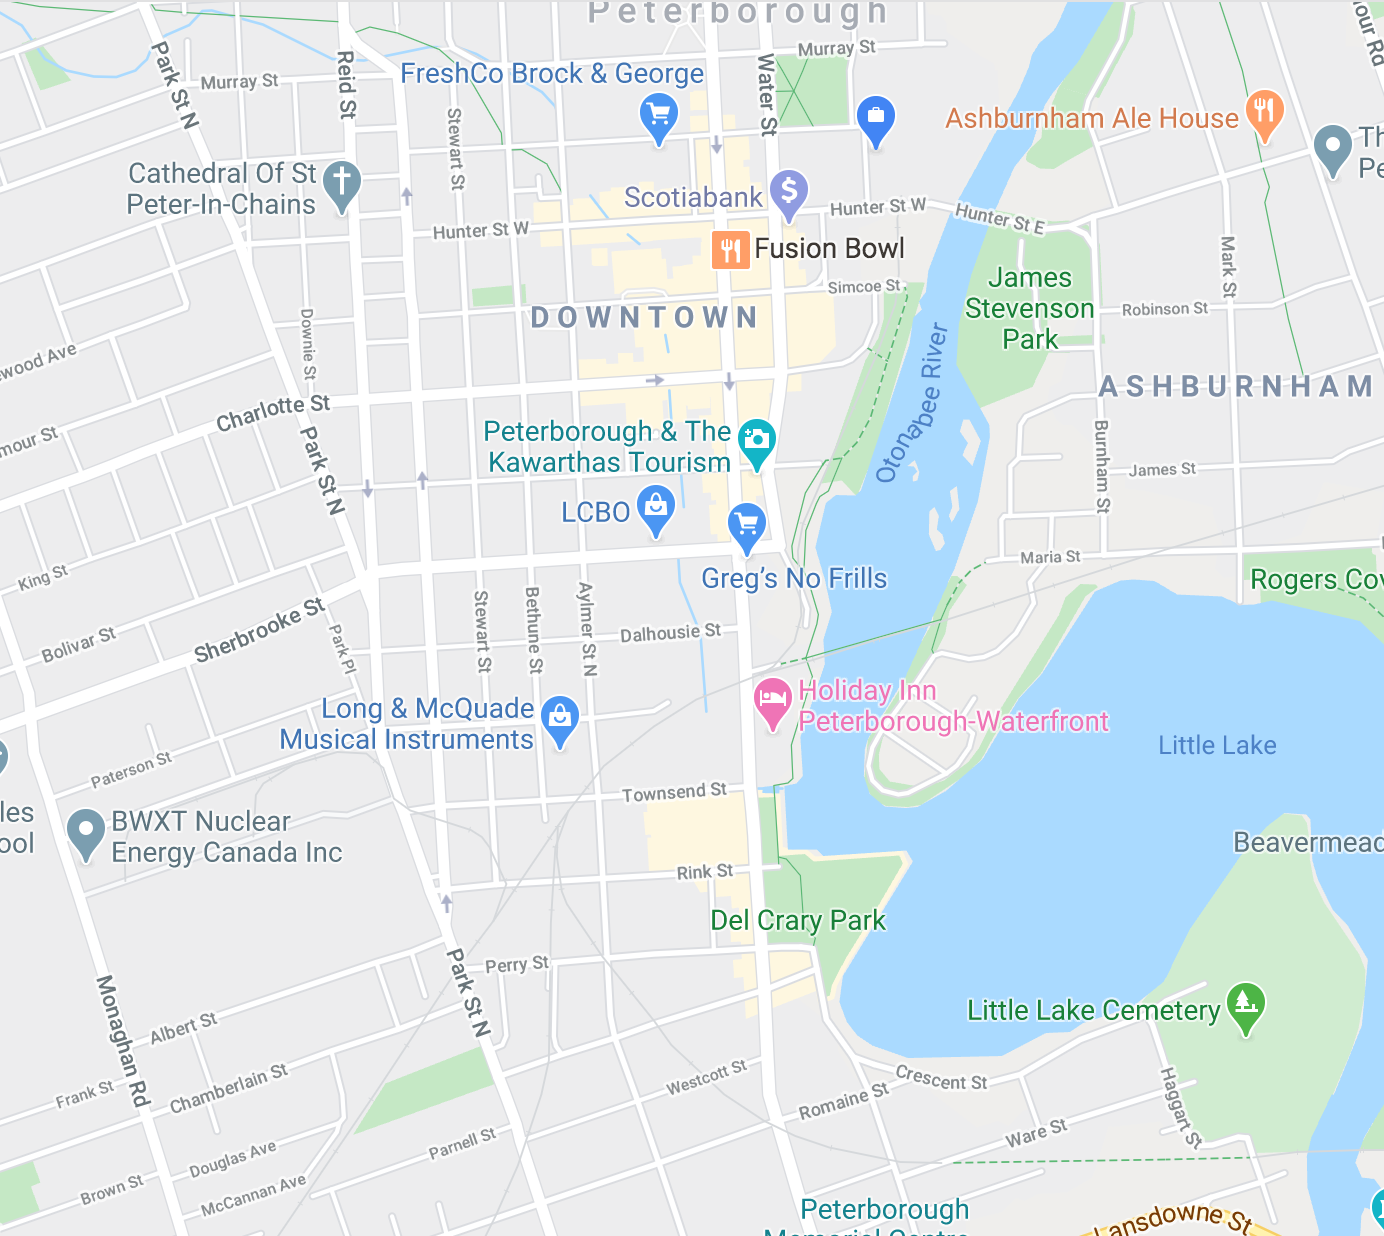 Peterborough
Murray St
FreshCo Brock & George
Park St N
Reid St
Water St
Murray St
Stewart St
Ashburnham Ale House
Th
Pe
our Rd
Cathedral Of St
Peter-In-Chains
Scotiabank
Hunter St W
Hunter St W
Hunter St E
Fusion Bowl
Mark St
James
Stevenson
Park
Simcoe St
Robinson St
DOWNTOWN
Downie St
wood Ave
Otonabee River
ASHBURNHAM
Charlotte St
Park St N
mour St
Peterborough & The
Kawarthas Tourism
Burnham St
James St
LCBO
Maria St
King St
Greg's No Frills
Rogers Cov
Sherbrooke St
Bolivar St
Park Pl
Stewart St
Bethune St
Aylmer St N
Dalhousie St
Long & McQuade
Musical Instruments
Holiday Inn
Peterborough-Waterfront
Little Lake
Paterson St
Townsend St
les
ool
BWXT Nuclear
Energy Canada Inc
Beavermead
Rink St
Del Crary Park
Perry St
Park St N
Monaghan Rd
Albert St
Little Lake Cemetery
Frank St
Chamberlain St
Westcott St
Crescent St
Romaine St
Haggart St
Ware St
Parnell St
Douglas Ave
Brown St
McCannan Ave
Peterborough
Memorial Centre
Lansdowne St